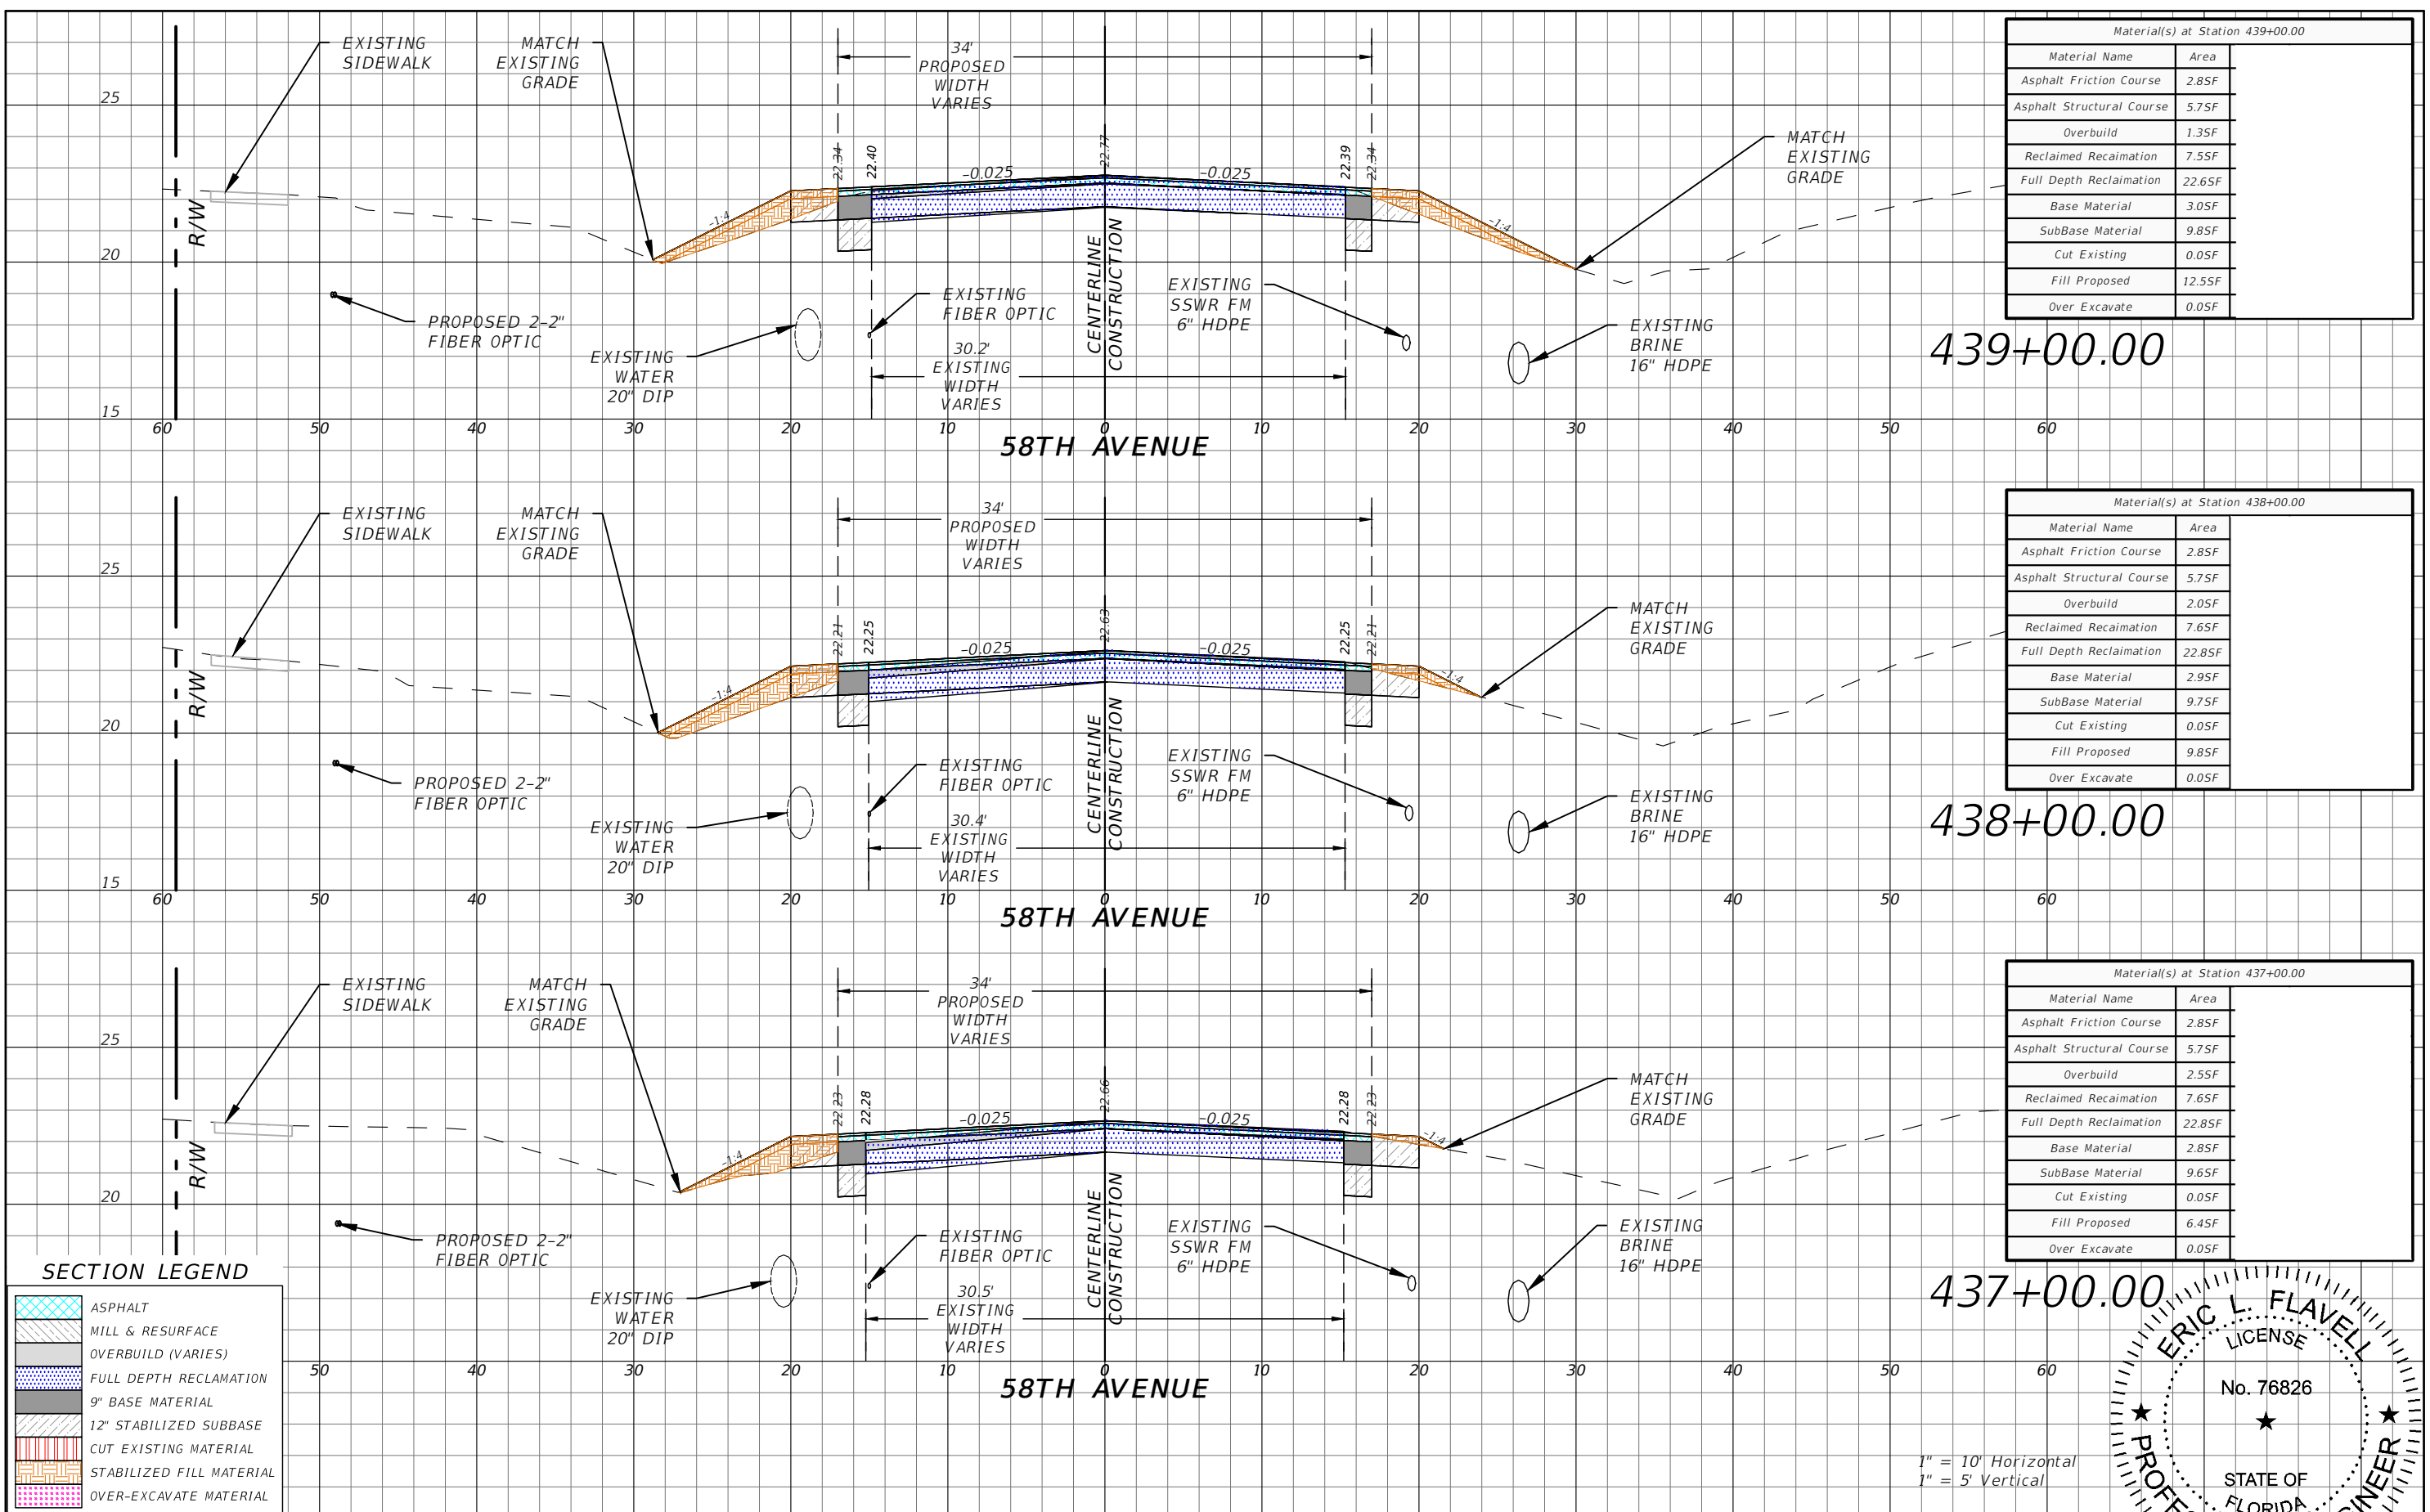 EXISTING
SIDEWALK
MATCH
EXISTING
GRADE
34'
PROPOSED
WIDTH
VARIES
MATCH
EXISTING
GRADE
25
20
15
R/W
-1:4
22.34
22.40
-0.025
22.77
-0.025
22.39
22.34
-1:4
PROPOSED 2-2"
FIBER OPTIC
EXISTING
WATER
20" DIP
EXISTING
FIBER OPTIC
30.2'
EXISTING
WIDTH
VARIES
CENTERLINE
CONSTRUCTION
EXISTING
SSWR FM
6" HDPE
EXISTING
BRINE
16" HDPE
60 50 40 30 20 10 0 10 20 30 40 50 60
58TH AVENUE
Material(s) at Station 439+00.00
Material Name Area
Asphalt Friction Course 2.8SF
Asphalt Structural Course 5.7SF
Overbuild 1.3SF
Reclaimed Recaimation 7.5SF
Full Depth Reclaimation 22.6SF
Base Material 3.0SF
SubBase Material 9.8SF
Cut Existing 0.0SF
Fill Proposed 12.5SF
Over Excavate 0.0SF
439+00.00
EXISTING
SIDEWALK
MATCH
EXISTING
GRADE
34'
PROPOSED
WIDTH
VARIES
MATCH
EXISTING
GRADE
25
20
15
R/W
-1:4
22.21
22.25
-0.025
22.63
-0.025
22.25
22.21
-1:4
PROPOSED 2-2"
FIBER OPTIC
EXISTING
WATER
20" DIP
EXISTING
FIBER OPTIC
30.4'
EXISTING
WIDTH
VARIES
CENTERLINE
CONSTRUCTION
EXISTING
SSWR FM
6" HDPE
EXISTING
BRINE
16" HDPE
60 50 40 30 20 10 0 10 20 30 40 50 60
58TH AVENUE
Material(s) at Station 438+00.00
Material Name Area
Asphalt Friction Course 2.8SF
Asphalt Structural Course 5.7SF
Overbuild 2.0SF
Reclaimed Recaimation 7.6SF
Full Depth Reclaimation 22.8SF
Base Material 2.9SF
SubBase Material 9.7SF
Cut Existing 0.0SF
Fill Proposed 9.8SF
Over Excavate 0.0SF
438+00.00
EXISTING
SIDEWALK
MATCH
EXISTING
GRADE
34'
PROPOSED
WIDTH
VARIES
MATCH
EXISTING
GRADE
25
20
R/W
-1:4
22.23
22.28
-0.025
22.66
-0.025
22.28
22.23
-1:4
PROPOSED 2-2"
FIBER OPTIC
EXISTING
WATER
20" DIP
EXISTING
FIBER OPTIC
30.5'
EXISTING
WIDTH
VARIES
CENTERLINE
CONSTRUCTION
EXISTING
SSWR FM
6" HDPE
EXISTING
BRINE
16" HDPE
50 40 30 20 10 0 10 20 30 40 50 60
58TH AVENUE
Material(s) at Station 437+00.00
Material Name Area
Asphalt Friction Course 2.8SF
Asphalt Structural Course 5.7SF
Overbuild 2.5SF
Reclaimed Recaimation 7.6SF
Full Depth Reclaimation 22.8SF
Base Material 2.8SF
SubBase Material 9.6SF
Cut Existing 0.0SF
Fill Proposed 6.4SF
Over Excavate 0.0SF
437+00.00
SECTION LEGEND
ASPHALT
MILL & RESURFACE
OVERBUILD (VARIES)
FULL DEPTH RECLAMATION
9" BASE MATERIAL
12" STABILIZED SUBBASE
CUT EXISTING MATERIAL
STABILIZED FILL MATERIAL
OVER-EXCAVATE MATERIAL
1" = 10' Horizontal
1" = 5' Vertical
ERIC L. FLAVELL
LICENSE
No. 76826
STATE OF
FLORIDA